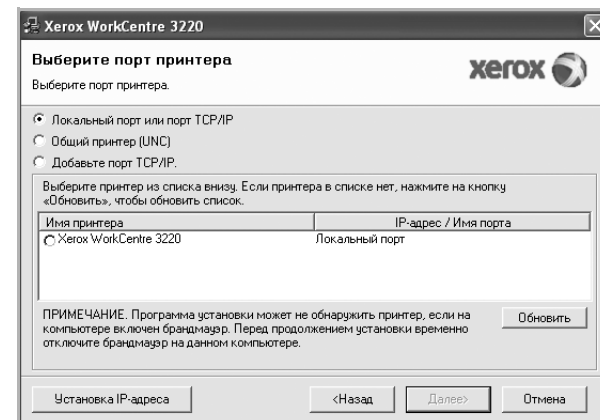 Xerox WorkCentre 3220
Выберите порт принтера
Выберите порт принтера.
xerox
Локальный порт или порт TCP/IP
Общий принтер (UNC)
Добавьте порт TCP/IP.
Выберите принтер из списка внизу. Если принтера в списке нет, нажмите на кнопку
«Обновить», чтобы обновить список.
Имя принтера IP-адрес / Имя порта
Xerox WorkCentre 3220 Локальный порт
ПРИМЕЧАНИЕ. Программа установки может не обнаружить принтер, если на
компьютере включен брандмауэр. Перед продолжением установки временно
отключите брандмауэр на данном компьютере.
Обновить
Установка IP-адреса <Назад Далее> Отмена